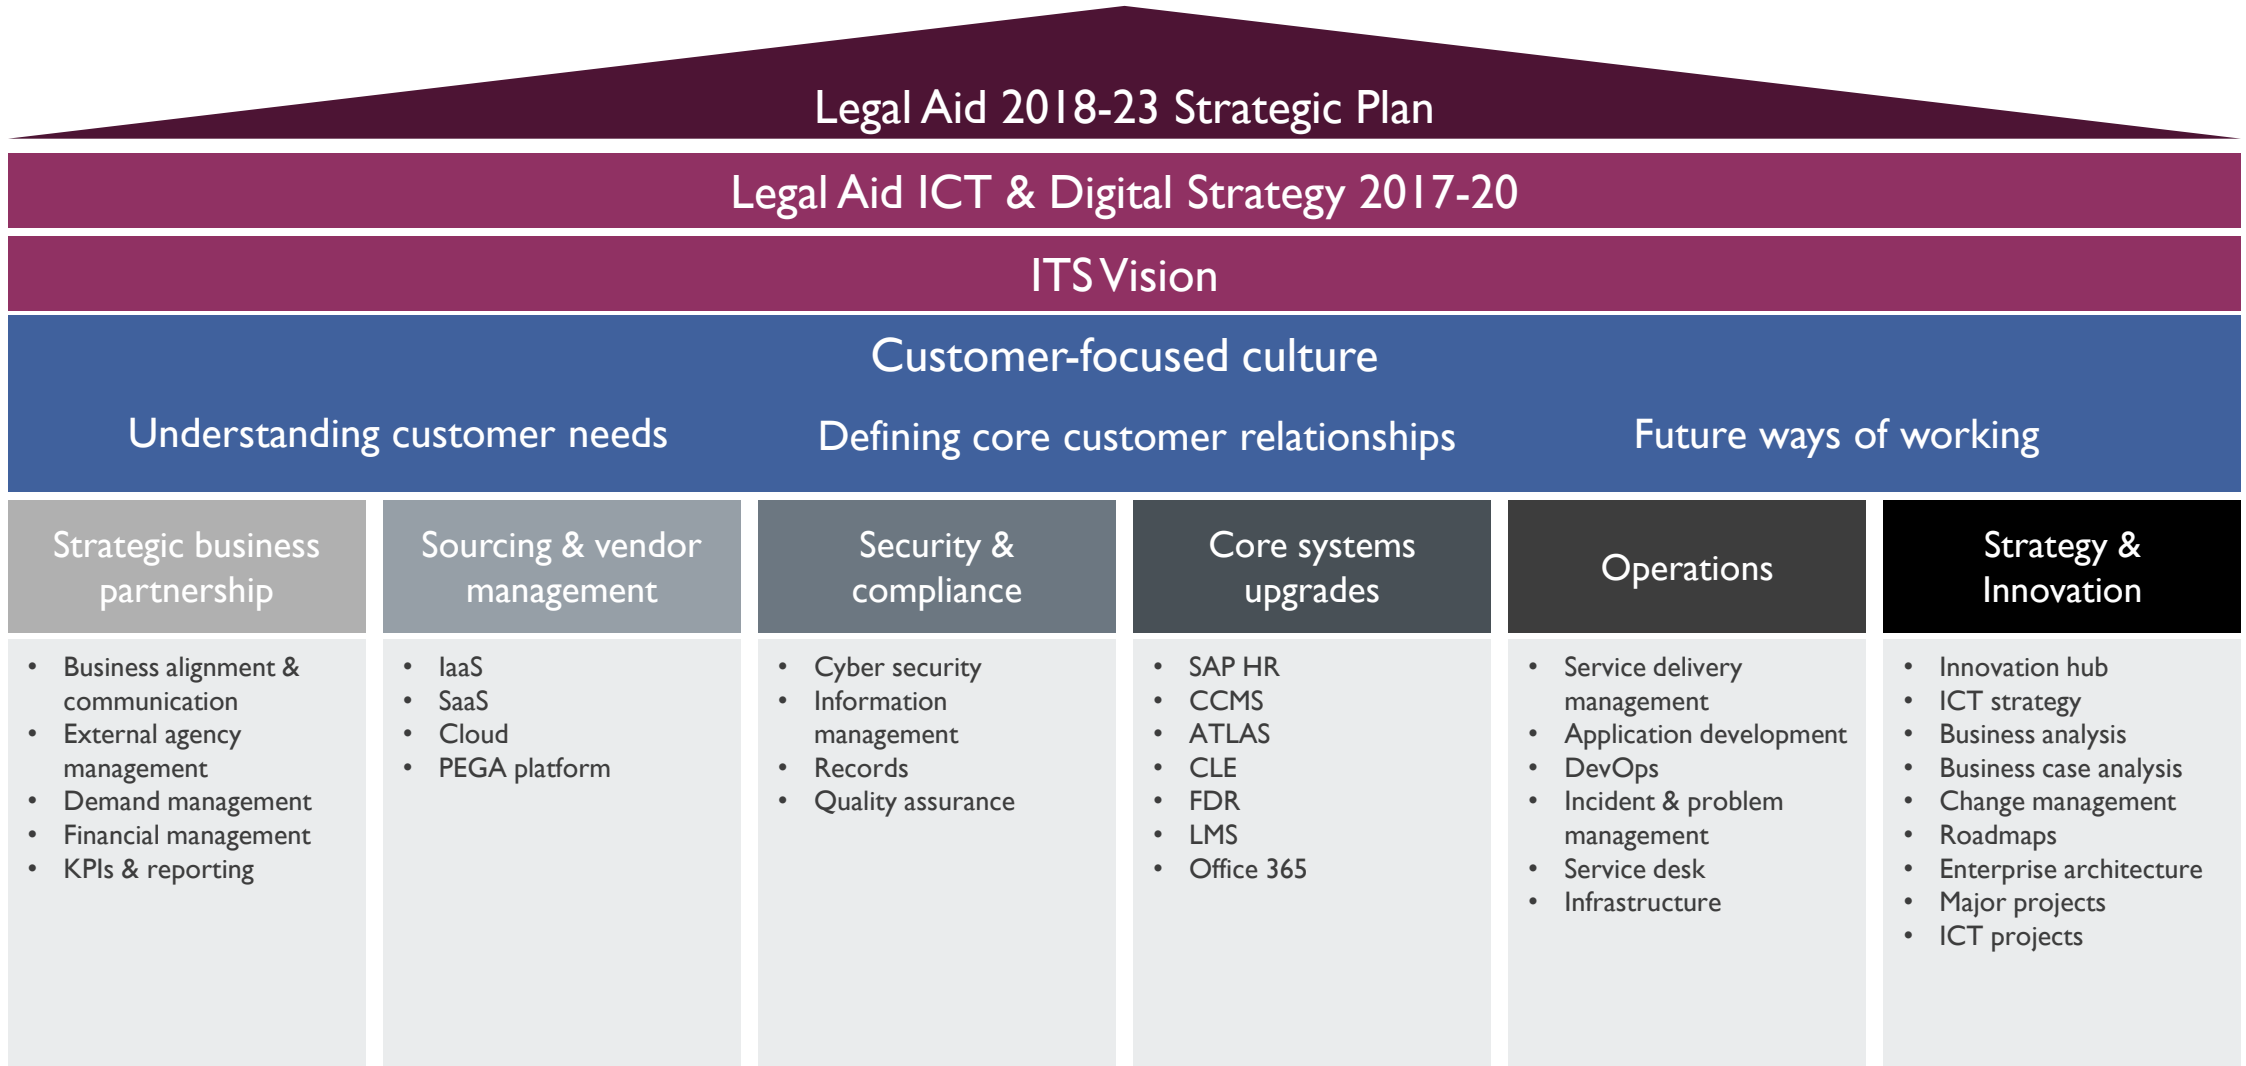 Legal Aid 2018-23 Strategic Plan
Legal Aid ICT & Digital Strategy 2017-20
ITS Vision
Customer-focused culture
Understanding customer needs
Defining core customer relationships
Future ways of working
Strategic business
partnership
• Business alignment &
communication
• External agency
management
• Demand management
• Financial management
• KPIs & reporting
Sourcing & vendor
management
• IaaS
• SaaS
• Cloud
• PEGA platform
Security &
compliance
• Cyber security
• Information
management
• Records
• Quality assurance
Core systems
upgrades
• SAP HR
• CCMS
• ATLAS
• CLE
• FDR
• LMS
• Office 365
Operations
• Service delivery
management
• Application development
• DevOps
• Incident & problem
management
• Service desk
• Infrastructure
Strategy &
Innovation
• Innovation hub
• ICT strategy
• Business analysis
• Business case analysis
• Change management
• Roadmaps
• Enterprise architecture
• Major projects
• ICT projects